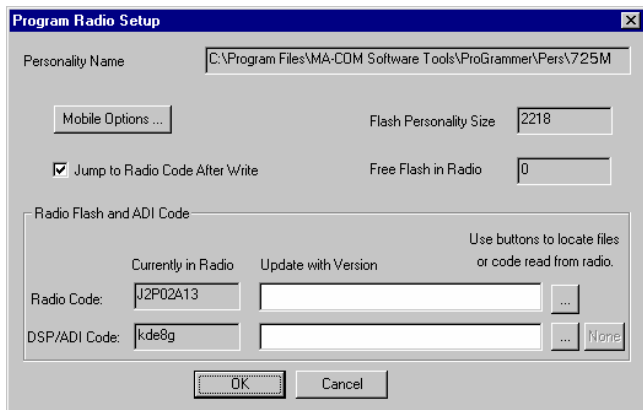 Program Radio Setup
Personality Name
C:\Program Files\MA-COM Software Tools\ProGrammer\Pers\725M
Mobile Options ...
Flash Personality Size
2218
Jump to Radio Code After Write
Free Flash in Radio
0
Radio Flash and ADI Code
Use buttons to locate files
or code read from radio.
Currently in Radio
Update with Version
Radio Code:
J2P02A13
...
DSP/ADI Code:
kde8g
...
None
OK
Cancel